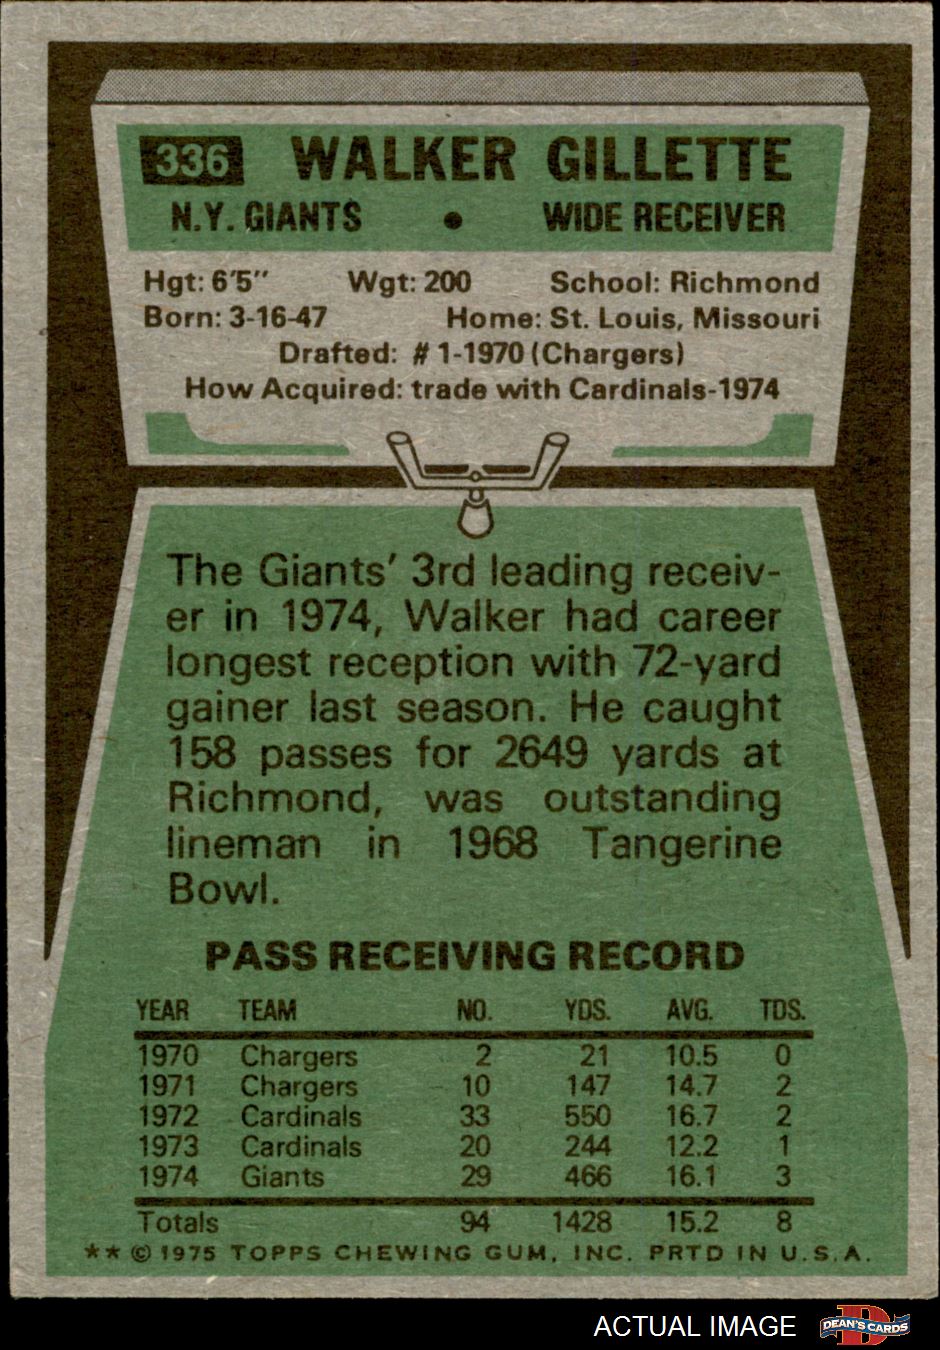 336 WALKER GILLETTE
N.Y. GIANTS • WIDE RECEIVER
Hgt: 6'5" Wgt: 200 School: Richmond
Born: 3-16-47 Home: St. Louis, Missouri
Drafted: #1-1970 (Chargers)
How Acquired: trade with Cardinals-1974
The Giants' 3rd leading receiv-
er in 1974, Walker had career
longest reception with 72-yard
gainer last season. He caught
158 passes for 2649 yards at
Richmond, was outstanding
lineman in 1968 Tangerine
Bowl.
PASS RECEIVING RECORD
YEAR TEAM NO. YDS. AVG. TDS.
1970 Chargers 2 21 10.5 0
1971 Chargers 10 147 14.7 2
1972 Cardinals 33 550 16.7 2
1973 Cardinals 20 244 12.2 1
1974 Giants 29 466 16.1 3
Totals 94 1428 15.2 8
** © 1975 TOPPS CHEWING GUM, INC. PRTD IN U.S.A.
ACTUAL IMAGE D DEAN'S CARDS